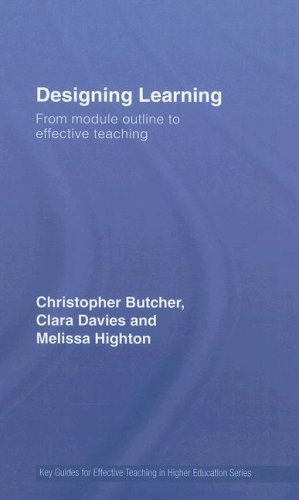 Designing Learning
From module outline to
effective teaching
Christopher Butcher,
Clara Davies and
Melissa Highton
Key Guides for Effective Teaching in Higher Education Series